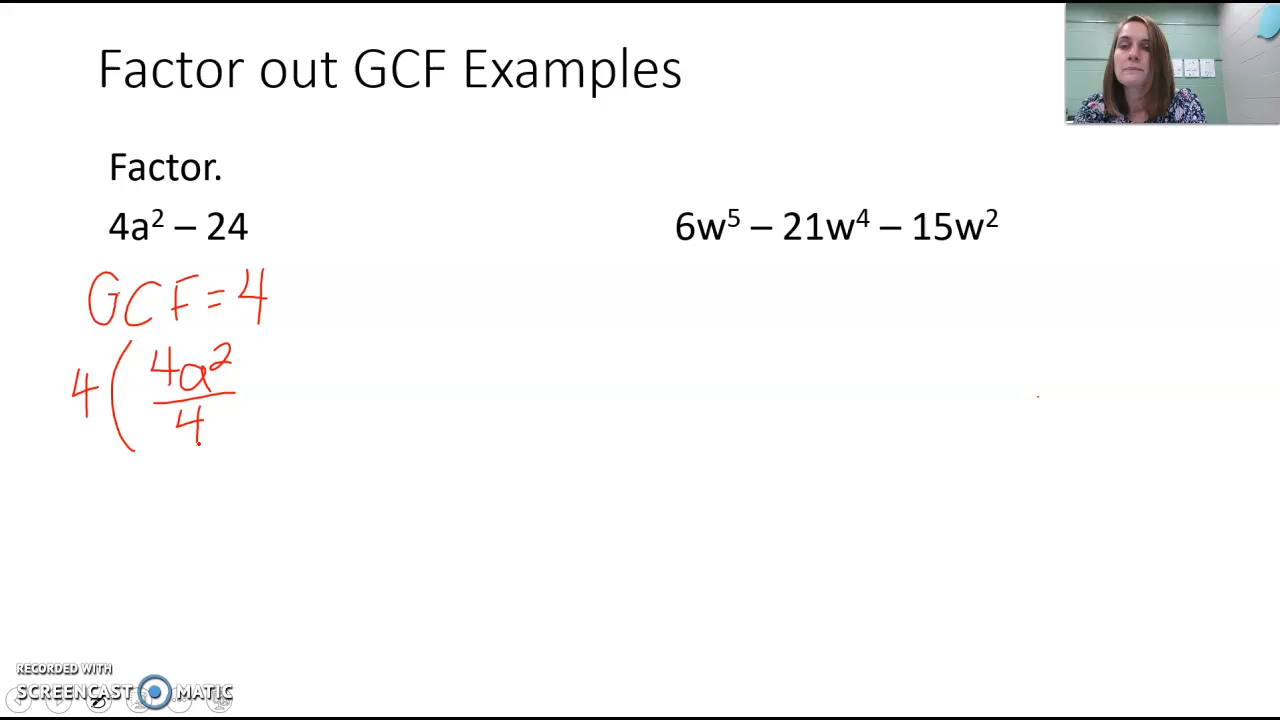 Factor out GCF Examples
Factor.
4a² – 24
6w⁵ – 21w⁴ – 15w²
GCF = 4
4 ( 4a² / 4
RECORDED WITH
SCREENCAST MATIC